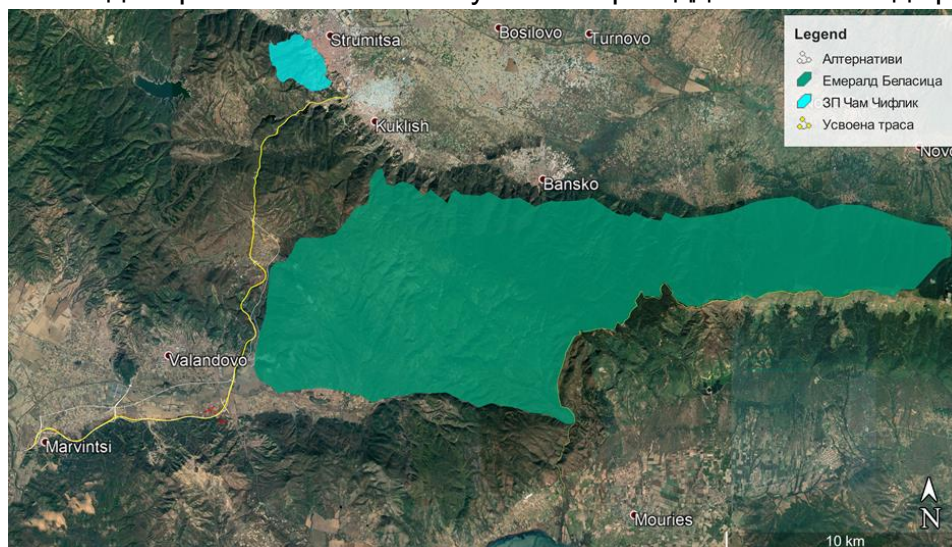 Strumitsa
Bosilovo
Turnovo
Legend
Алтернативи
Емералд Беласица
ЗП Чам Чифлик
Усвоена траса
Kuklish
Novo
Bansko
Valandovo
Marvintsi
Mouries
N
10 km